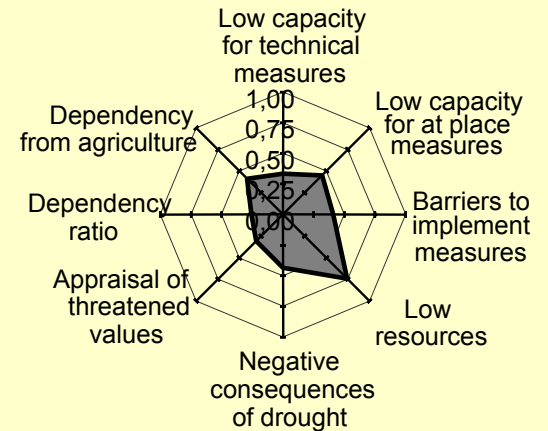 Low capacity
for technical
measures
1,00
0,75
0,50
0,25
0,00
Low capacity
for at place
measures
Barriers to
implement
measures
Low
resources
Negative
consequences
of drought
Appraisal of
threatened
values
Dependency
ratio
Dependency
from agriculture